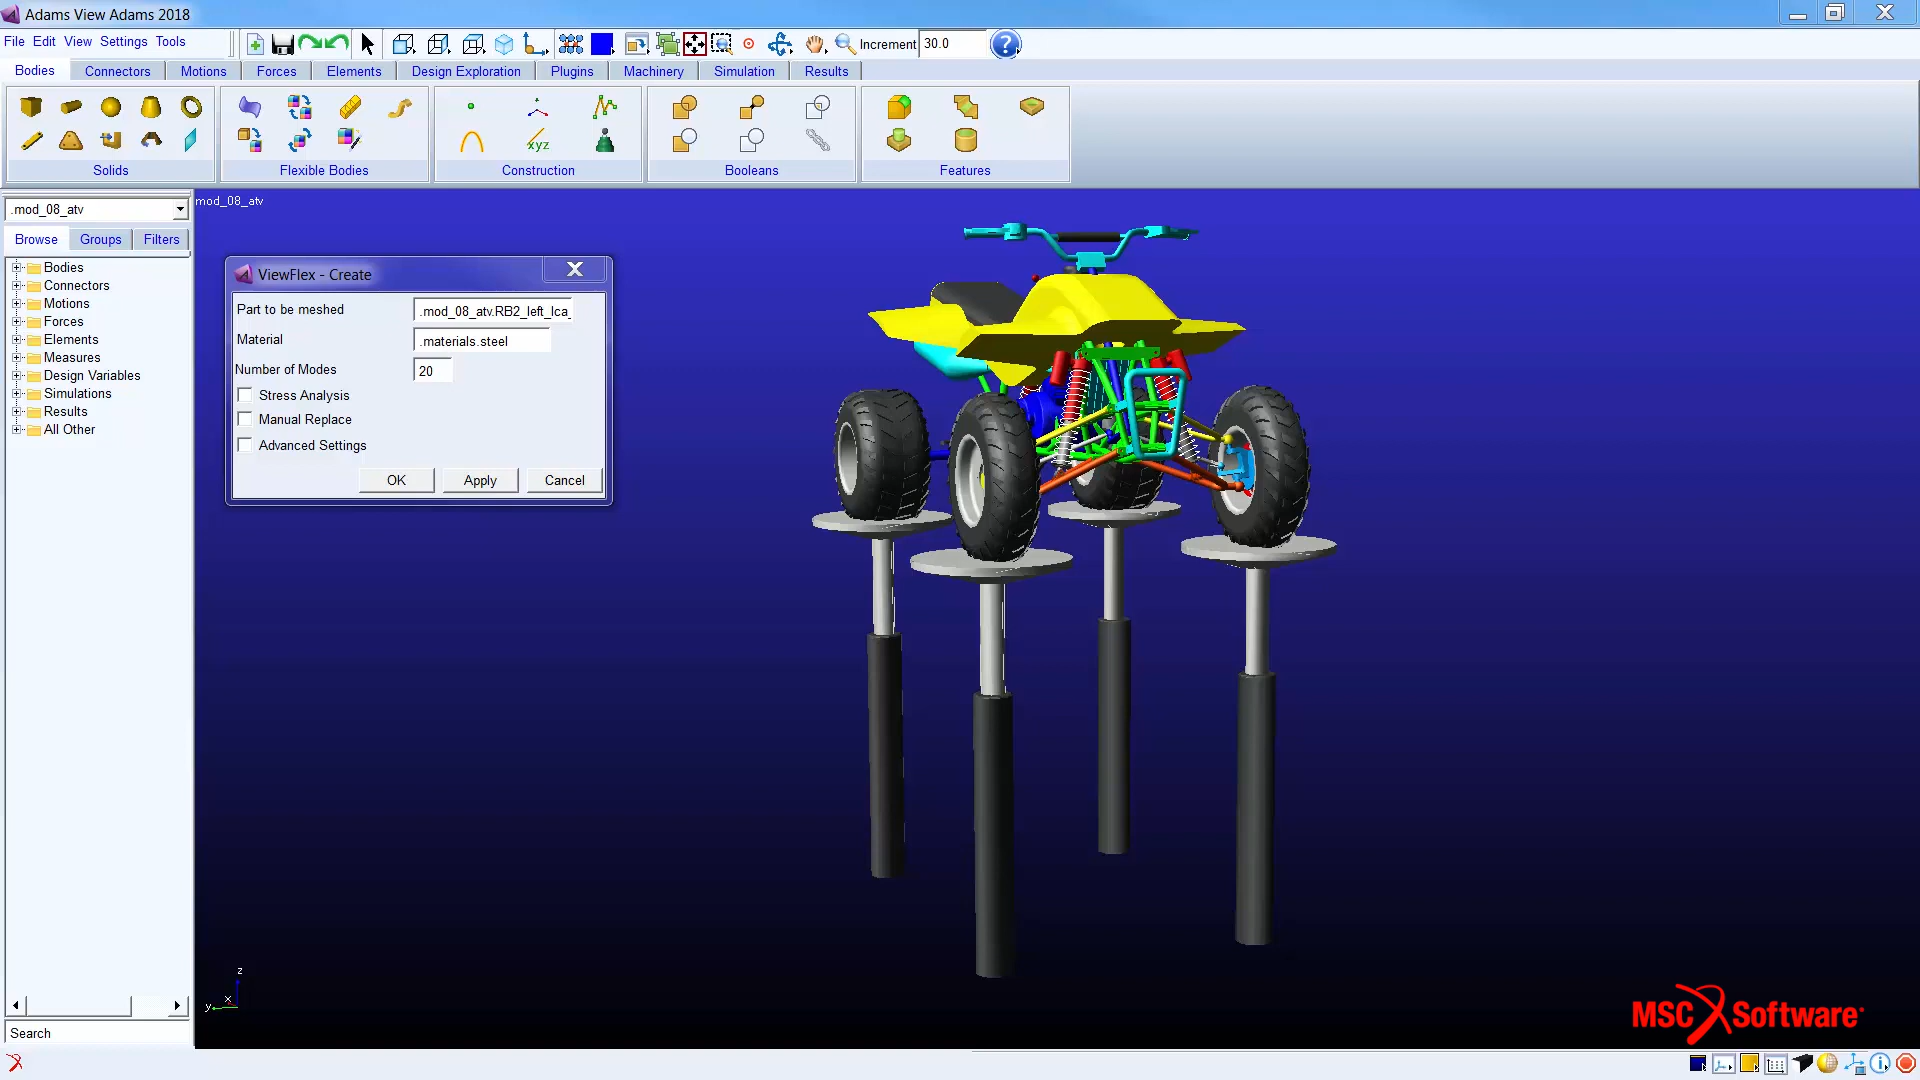 Adams View Adams 2018
File Edit View Settings Tools
Increment 30.0 ?
Bodies Connectors Motions Forces Elements Design Exploration Plugins Machinery Simulation Results
xyz
Solids Flexible Bodies Construction Booleans Features
.mod_08_atv
mod_08_atv
Browse Groups Filters
Bodies
Connectors
Motions
Forces
Elements
Measures
Design Variables
Simulations
Results
All Other
Search
ViewFlex - Create
Part to be meshed .mod_08_atv.RB2_left_lca_
Material .materials.steel
Number of Modes 20
Stress Analysis
Manual Replace
Advanced Settings
OK Apply Cancel
z
x
y
MSC Software